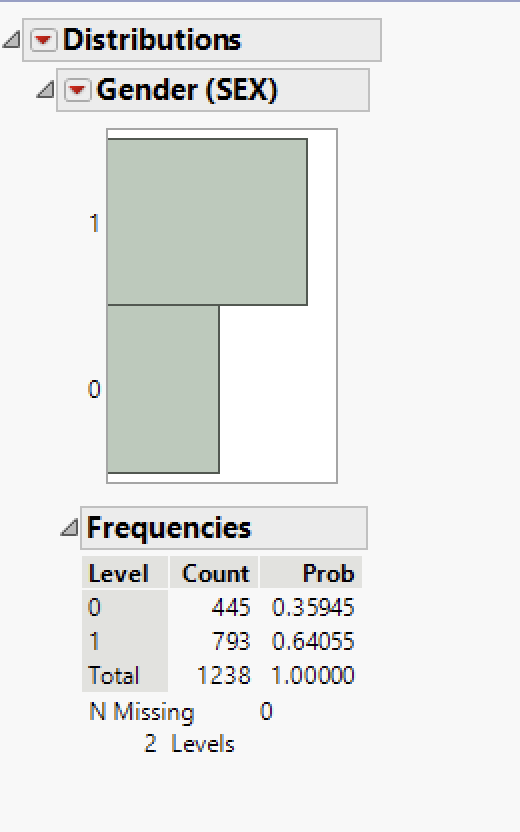 Distributions
Gender (SEX)
1
0
Frequencies
Level Count Prob
0 445 0.35945
1 793 0.64055
Total 1238 1.00000
N Missing 0
2 Levels